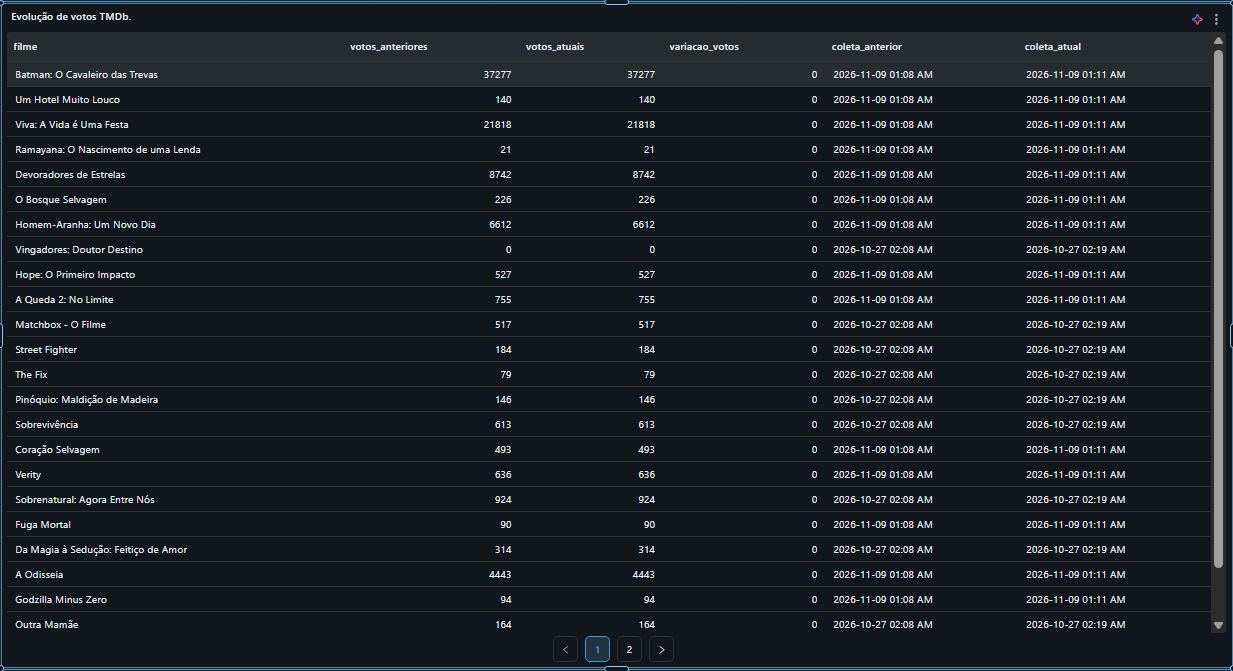 Evolução de votos TMDb.
filme votos_anteriores votos_atuais variacao_votos coleta_anterior coleta_atual
Batman: O Cavaleiro das Trevas 37277 37277 0 2026-11-09 01:08 AM 2026-11-09 01:11 AM
Um Hotel Muito Louco 140 140 0 2026-11-09 01:08 AM 2026-11-09 01:11 AM
Viva: A Vida é Uma Festa 21818 21818 0 2026-11-09 01:08 AM 2026-11-09 01:11 AM
Ramayana: O Nascimento de uma Lenda 21 21 0 2026-11-09 01:08 AM 2026-11-09 01:11 AM
Devoradores de Estrelas 8742 8742 0 2026-11-09 01:08 AM 2026-11-09 01:11 AM
O Bosque Selvagem 226 226 0 2026-11-09 01:08 AM 2026-11-09 01:11 AM
Homem-Aranha: Um Novo Dia 6612 6612 0 2026-11-09 01:08 AM 2026-11-09 01:11 AM
Vingadores: Doutor Destino 0 0 0 2026-10-27 02:08 AM 2026-10-27 02:19 AM
Hope: O Primeiro Impacto 527 527 0 2026-11-09 01:08 AM 2026-11-09 01:11 AM
A Queda 2: No Limite 755 755 0 2026-11-09 01:08 AM 2026-11-09 01:11 AM
Matchbox - O Filme 517 517 0 2026-10-27 02:08 AM 2026-10-27 02:19 AM
Street Fighter 184 184 0 2026-10-27 02:08 AM 2026-10-27 02:19 AM
The Fix 79 79 0 2026-10-27 02:08 AM 2026-10-27 02:19 AM
Pinóquio: Maldição de Madeira 146 146 0 2026-10-27 02:08 AM 2026-10-27 02:19 AM
Sobrevivência 613 613 0 2026-10-27 02:08 AM 2026-10-27 02:19 AM
Coração Selvagem 493 493 0 2026-11-09 01:08 AM 2026-11-09 01:11 AM
Verity 636 636 0 2026-11-09 01:08 AM 2026-11-09 01:11 AM
Sobrenatural: Agora Entre Nós 924 924 0 2026-10-27 02:08 AM 2026-10-27 02:19 AM
Fuga Mortal 90 90 0 2026-11-09 01:08 AM 2026-11-09 01:11 AM
Da Magia à Sedução: Feitiço de Amor 314 314 0 2026-10-27 02:08 AM 2026-10-27 02:19 AM
A Odisseia 4443 4443 0 2026-11-09 01:08 AM 2026-11-09 01:11 AM
Godzilla Minus Zero 94 94 0 2026-11-09 01:08 AM 2026-11-09 01:11 AM
Outra Mamãe 164 164 0 2026-10-27 02:08 AM 2026-10-27 02:19 AM
1 2